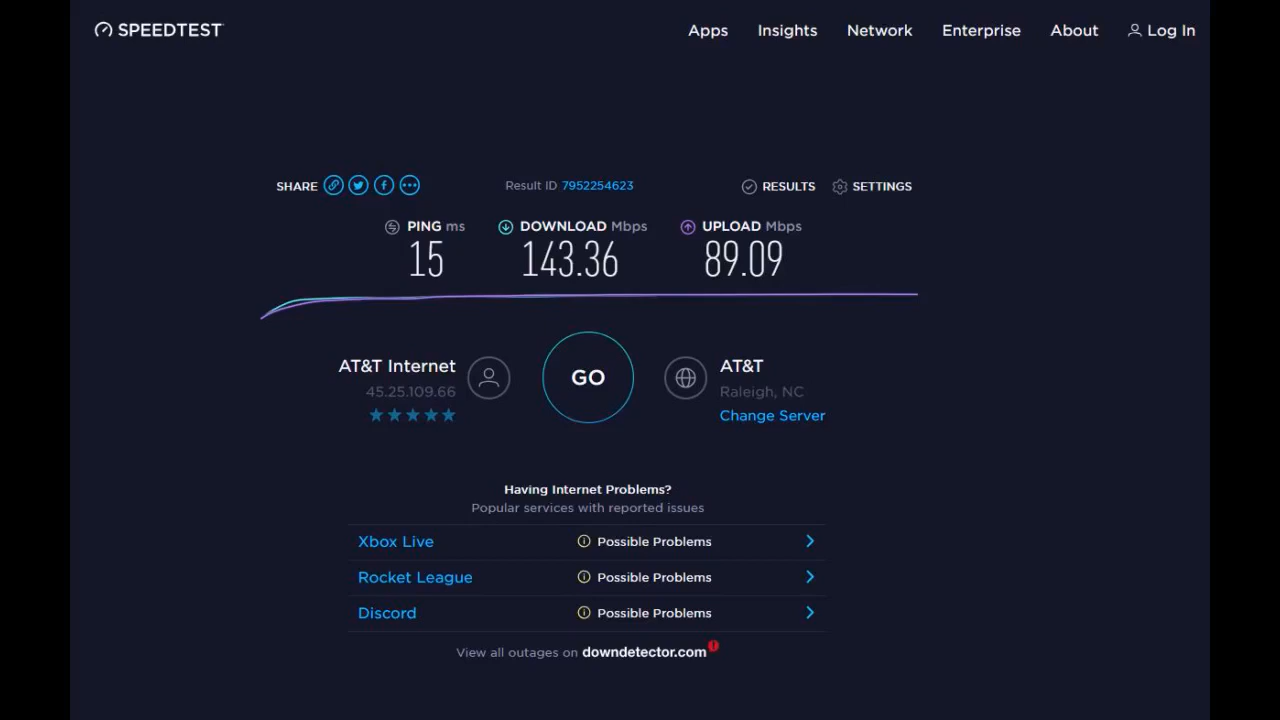 SPEEDTEST
Apps Insights Network Enterprise About Log In
SHARE Result ID 7952254623 RESULTS SETTINGS
PING ms DOWNLOAD Mbps UPLOAD Mbps
15 143.36 89.09
AT&T Internet GO AT&T
45.25.109.66 Raleigh, NC
Change Server
Having Internet Problems?
Popular services with reported issues
Xbox Live Possible Problems
Rocket League Possible Problems
Discord Possible Problems
View all outages on downdetector.com